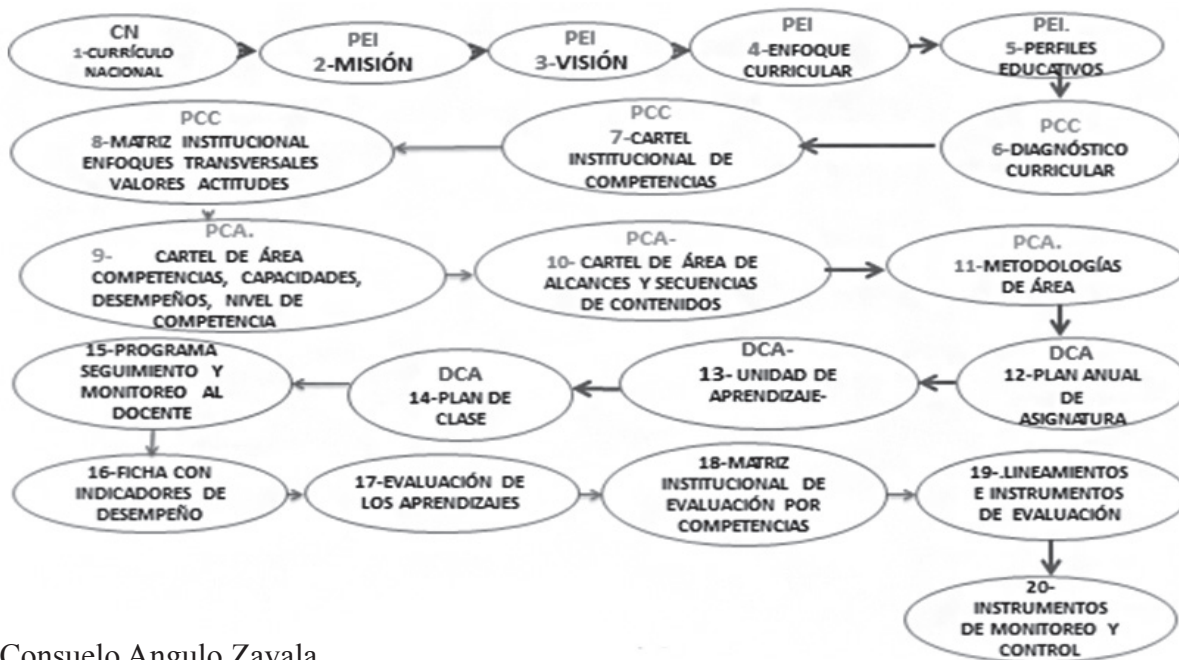 CN
1-CURRÍCULO
NACIONAL
PEI
2-MISIÓN
PEI
3-VISIÓN
PEI
4-ENFOQUE
CURRICULAR
PEI.
5-PERFILES
EDUCATIVOS
PCC
6-DIAGNÓSTICO
CURRICULAR
PCC
7-CARTEL
INSTITUCIONAL DE
COMPETENCIAS
PCC
8-MATRIZ INSTITUCIONAL
ENFOQUES TRANSVERSALES
VALORES ACTITUDES
PCA.
9- CARTEL DE ÁREA
COMPETENCIAS, CAPACIDADES,
DESEMPEÑOS, NIVEL DE
COMPETENCIA
PCA-
10- CARTEL DE ÁREA DE
ALCANCES Y SECUENCIAS
DE CONTENIDOS
PCA.
11-METODOLOGÍAS
DE ÁREA
DCA
12-PLAN ANUAL
DE
ASIGNATURA
DCA-
13- UNIDAD DE
APRENDIZAJE-
DCA
14-PLAN DE
CLASE
15-PROGRAMA
SEGUIMIENTO Y
MONITOREO AL
DOCENTE
16-FICHA CON
INDICADORES DE
DESEMPEÑO
17-EVALUACIÓN DE
LOS APRENDIZAJES
18-MATRIZ
INSTITUCIONAL DE
EVALUACIÓN POR
COMPETENCIAS
19-.LINEAMIENTOS
E INSTRUMENTOS
DE EVALUACIÓN
20-
INSTRUMENTOS
DE MONITOREO Y
CONTROL
Consuelo Angulo Zavala